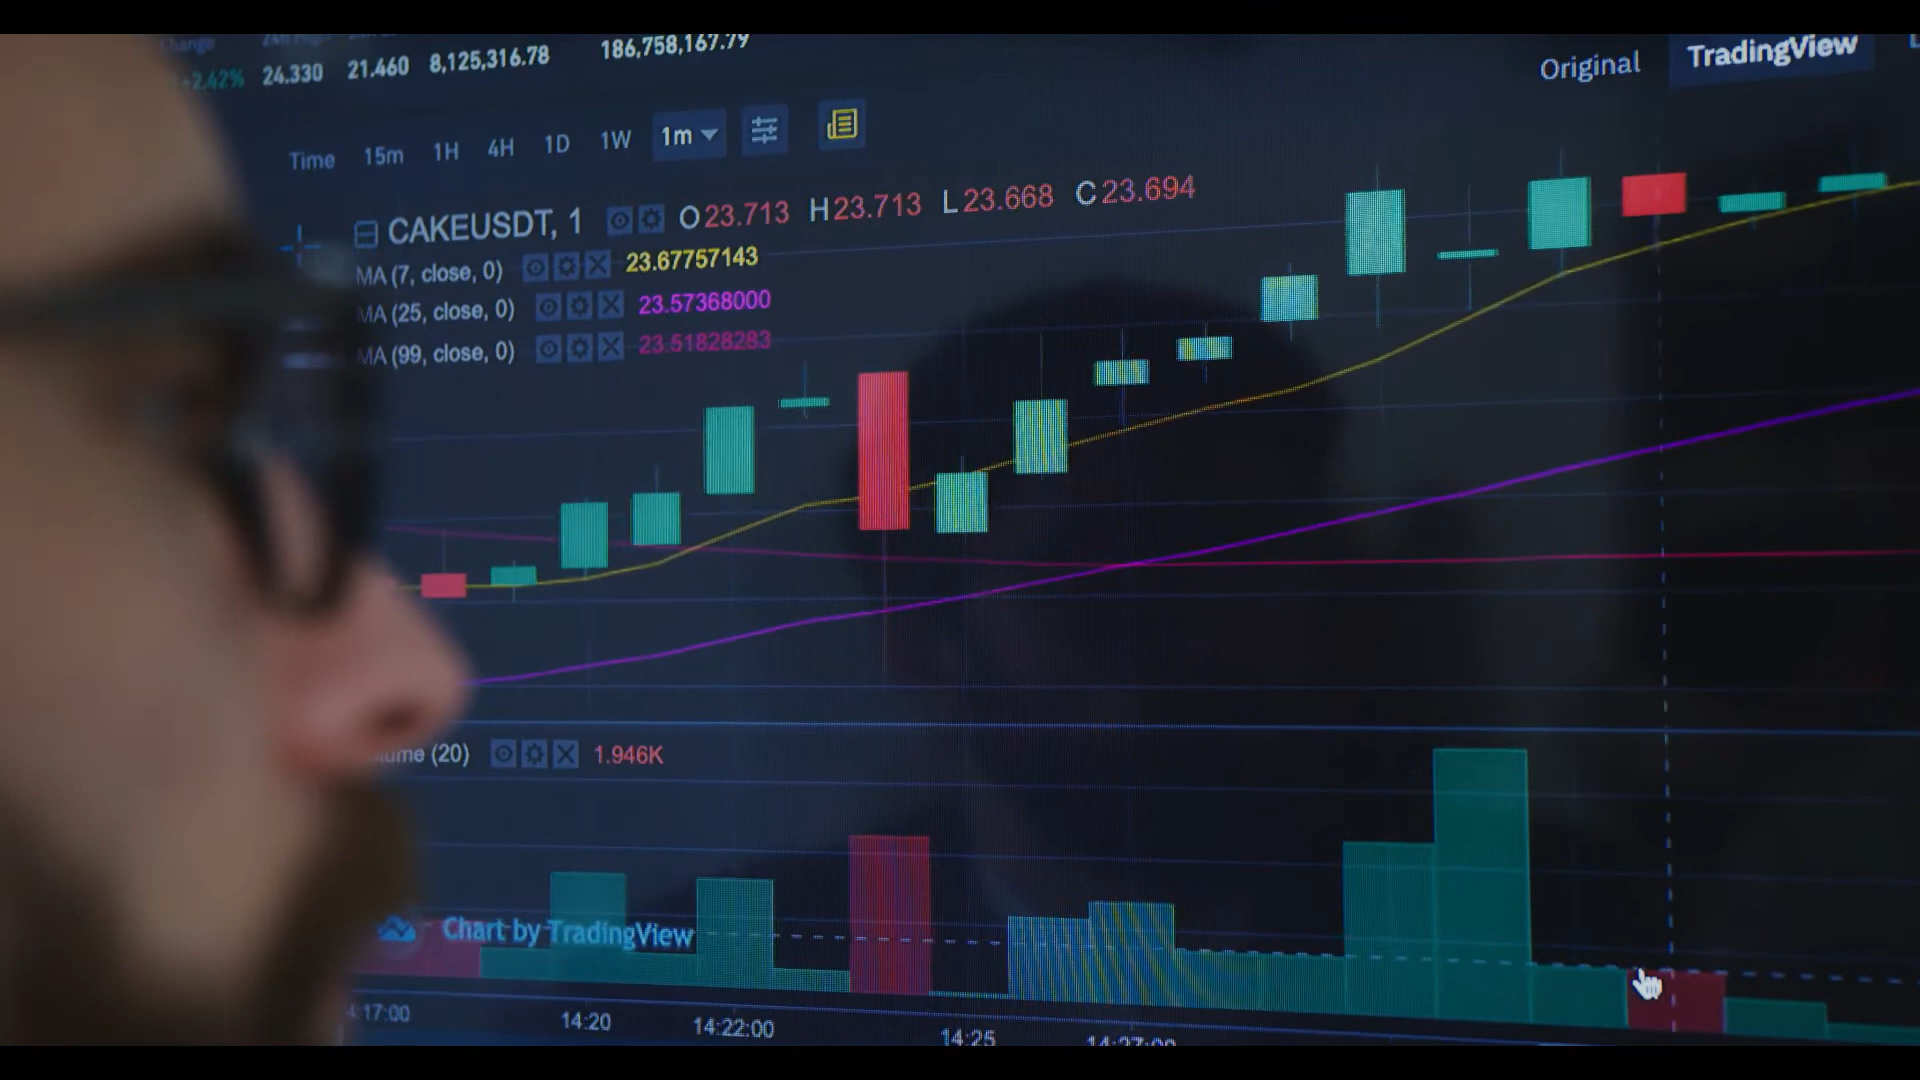 Change
+2.42% 24.330 21.460 8,125,316.78 186,758,167.79
Original TradingView
Time 15m 1H 4H 1D 1W 1m
CAKEUSDT, 1 O23.713 H23.713 L23.668 C23.694
MA (7, close, 0) 23.67757143
MA (25, close, 0) 23.57368000
MA (99, close, 0) 23.51828283
(20) 1.946K
Chart by TradingView
14:20 14:22:00 14:25 14:27:00